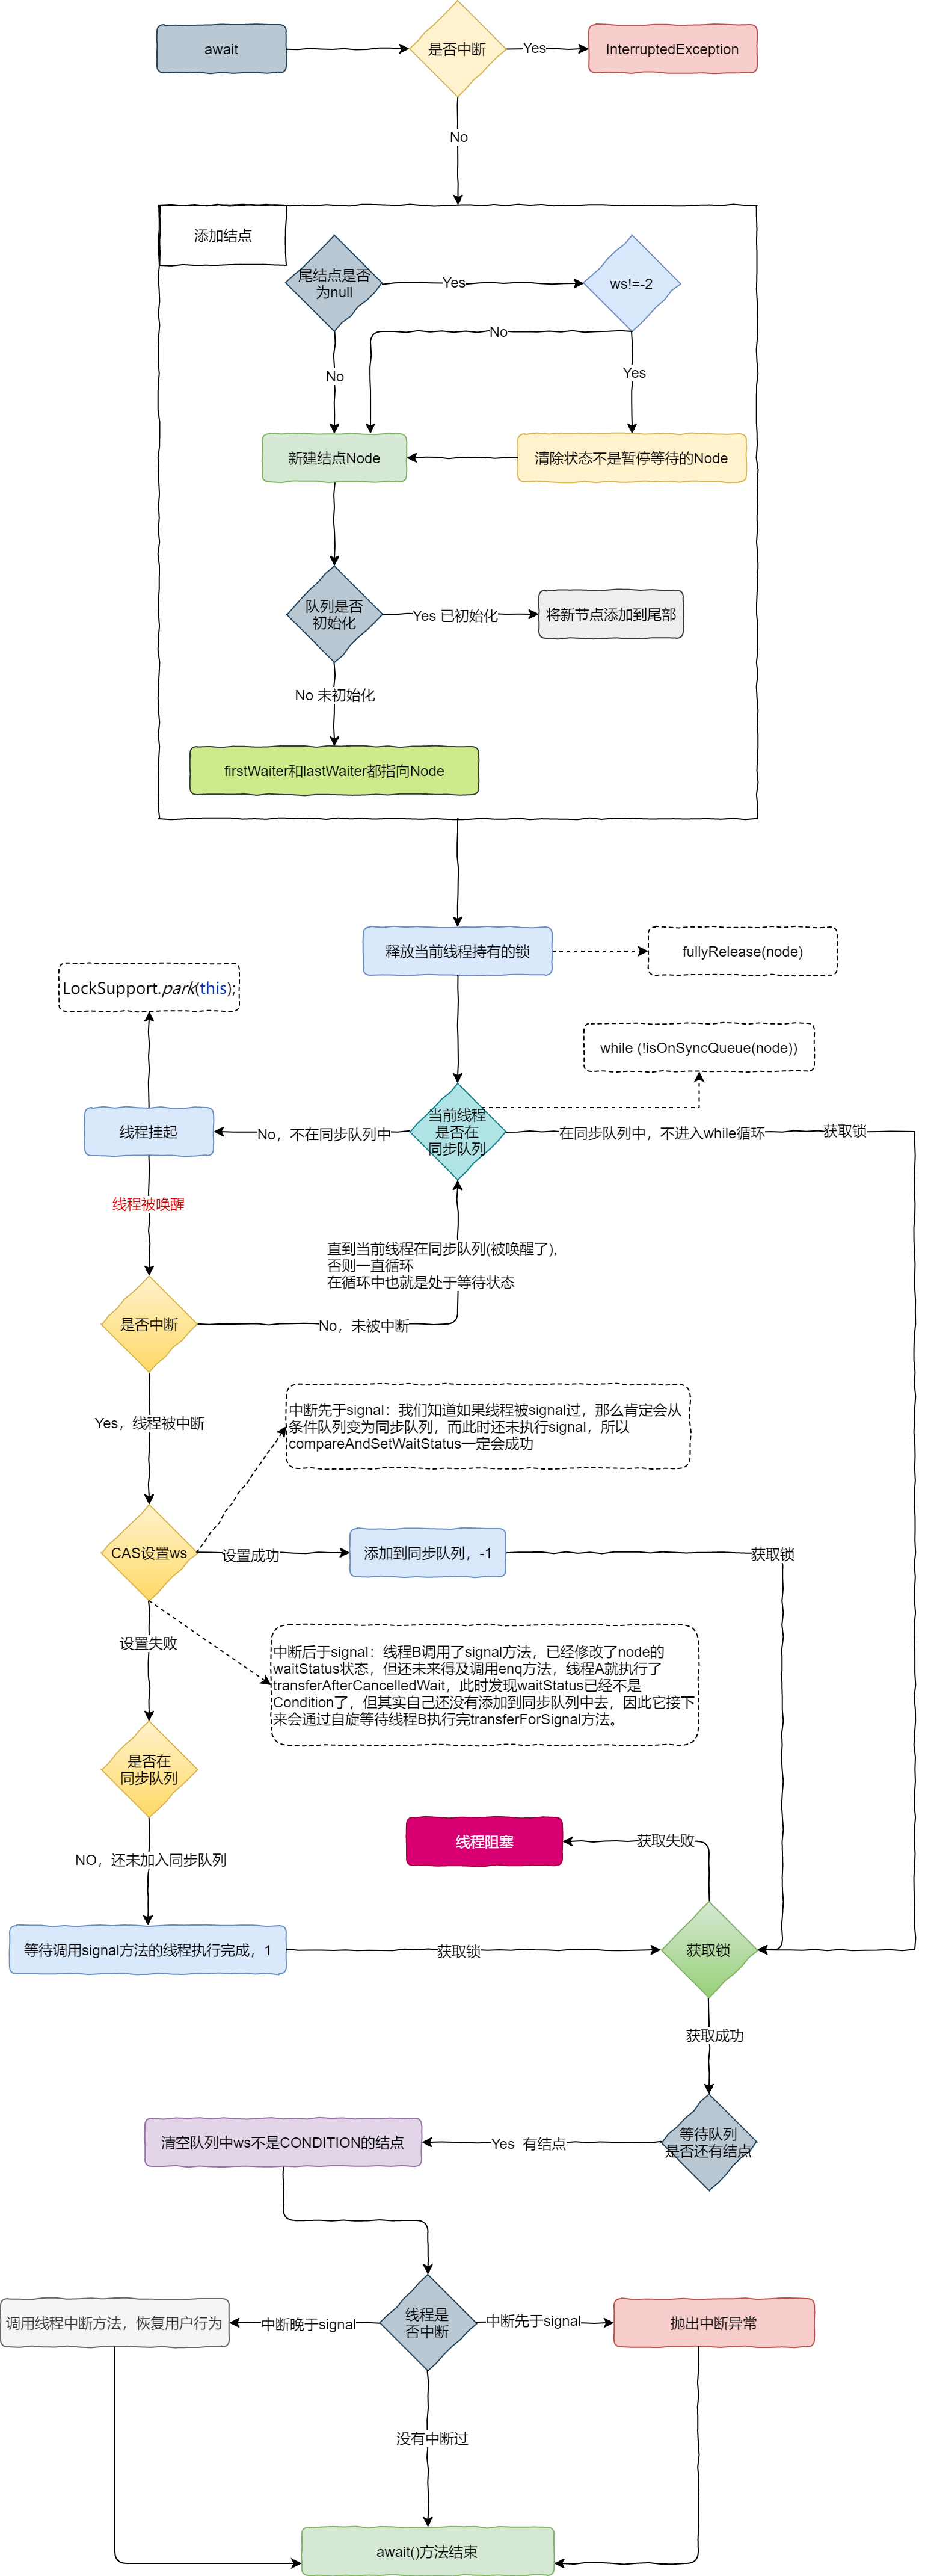 await
是否中断
Yes
InterruptedException
No
添加结点
尾结点是否
为null
Yes
ws!=-2
No
No
Yes
新建结点Node
清除状态不是暂停等待的Node
队列是否
初始化
Yes 已初始化
将新节点添加到尾部
No 未初始化
firstWaiter和lastWaiter都指向Node
释放当前线程持有的锁
fullyRelease(node)
LockSupport.park(this);
while (!isOnSyncQueue(node))
线程挂起
No，不在同步队列中
当前线程
是否在
同步队列
在同步队列中，不进入while循环
获取锁
线程被唤醒
直到当前线程在同步队列(被唤醒了),
否则一直循环
在循环中也就是处于等待状态
是否中断
No，未被中断
Yes，线程被中断
中断先于signal：我们知道如果线程被signal过，那么肯定会从
条件队列变为同步队列，而此时还未执行signal，所以
compareAndSetWaitStatus一定会成功
CAS设置ws
设置成功
添加到同步队列，-1
获取锁
设置失败
中断后于signal：线程B调用了signal方法，已经修改了node的
waitStatus状态，但还未来得及调用enq方法，线程A就执行了
transferAfterCancelledWait，此时发现waitStatus已经不是
Condition了，但其实自己还没有添加到同步队列中去，因此它接下
来会通过自旋等待线程B执行完transferForSignal方法。
是否在
同步队列
线程阻塞
获取失败
NO，还未加入同步队列
等待调用signal方法的线程执行完成，1
获取锁
获取锁
获取成功
清空队列中ws不是CONDITION的结点
Yes 有结点
等待队列
是否还有结点
调用线程中断方法，恢复用户行为
中断晚于signal
线程是
否中断
中断先于signal
抛出中断异常
没有中断过
await()方法结束